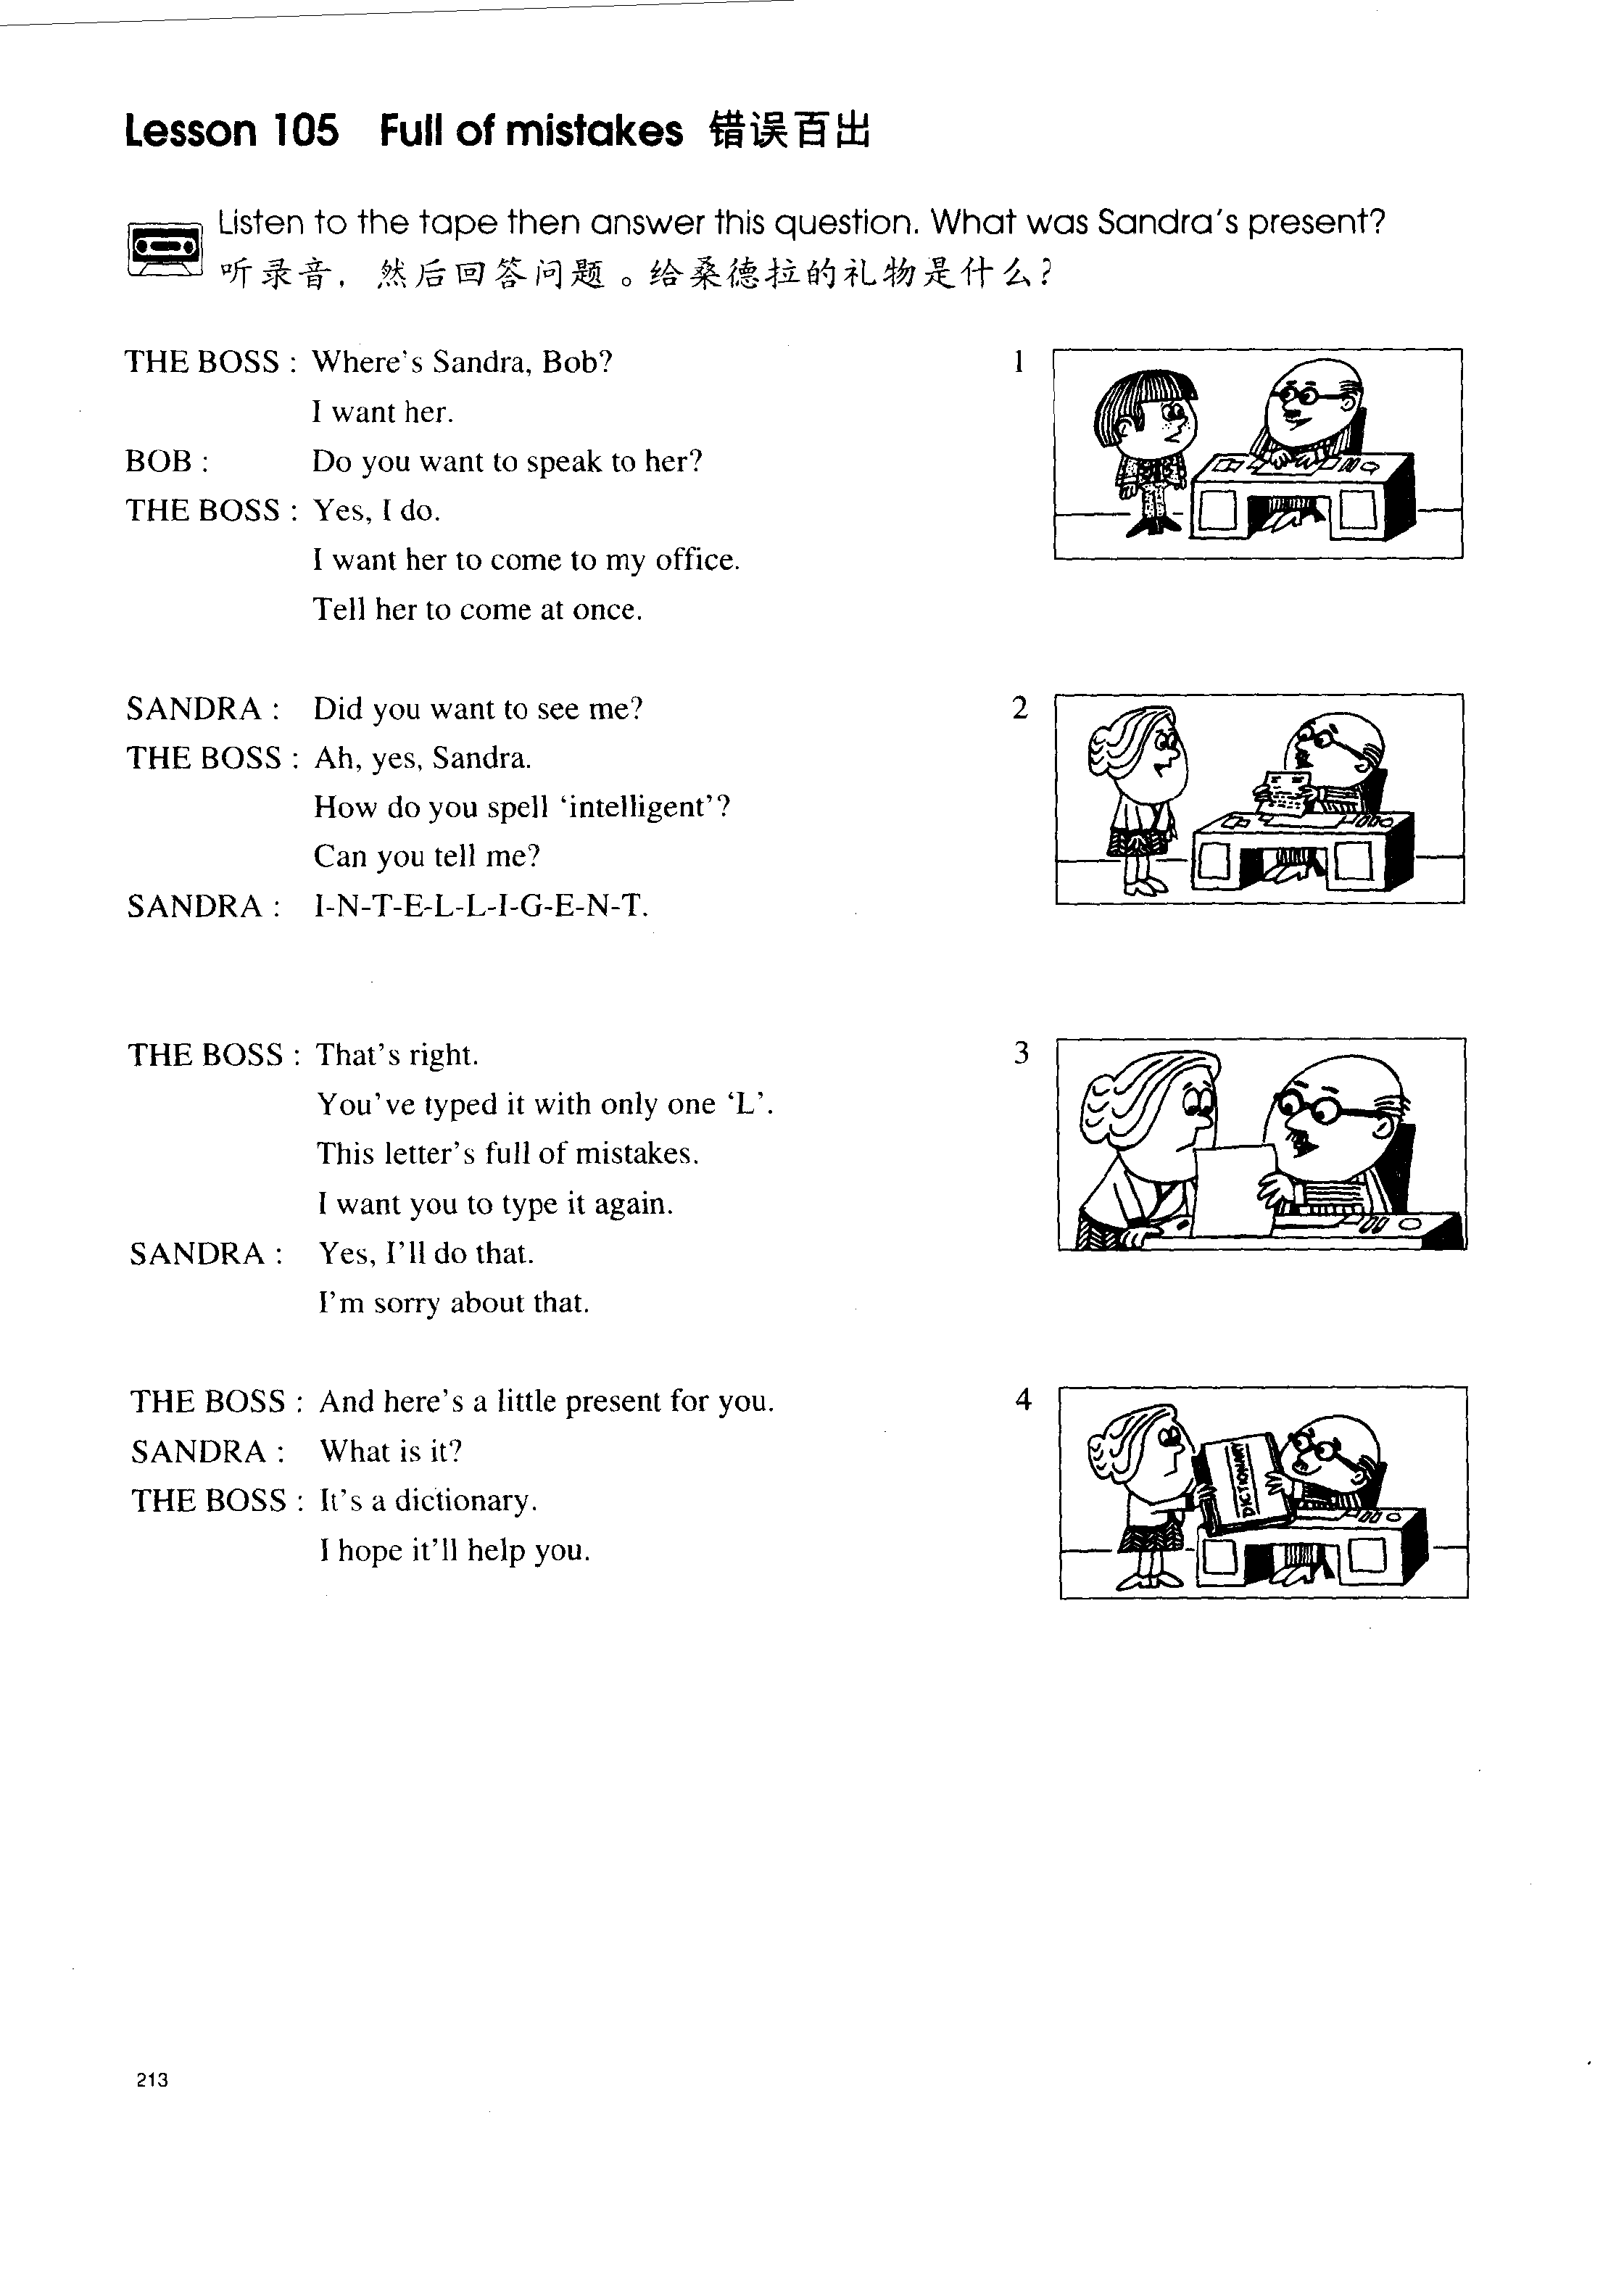 Lesson 105 Full of mistakes 错误百出
Listen to the tape then answer this question. What was Sandra's present?
听录音，然后回答问题。给桑德拉的礼物是什么？
THE BOSS : Where's Sandra, Bob?
I want her.
BOB : Do you want to speak to her?
THE BOSS : Yes, I do.
I want her to come to my office.
Tell her to come at once.
1
SANDRA : Did you want to see me?
THE BOSS : Ah, yes, Sandra.
How do you spell ‘intelligent’?
Can you tell me?
SANDRA : I-N-T-E-L-L-I-G-E-N-T.
2
THE BOSS : That's right.
You've typed it with only one ‘L’.
This letter's full of mistakes.
I want you to type it again.
SANDRA : Yes, I'll do that.
I'm sorry about that.
3
THE BOSS : And here's a little present for you.
SANDRA : What is it?
THE BOSS : It's a dictionary.
I hope it'll help you.
4
DICTIONARY
213